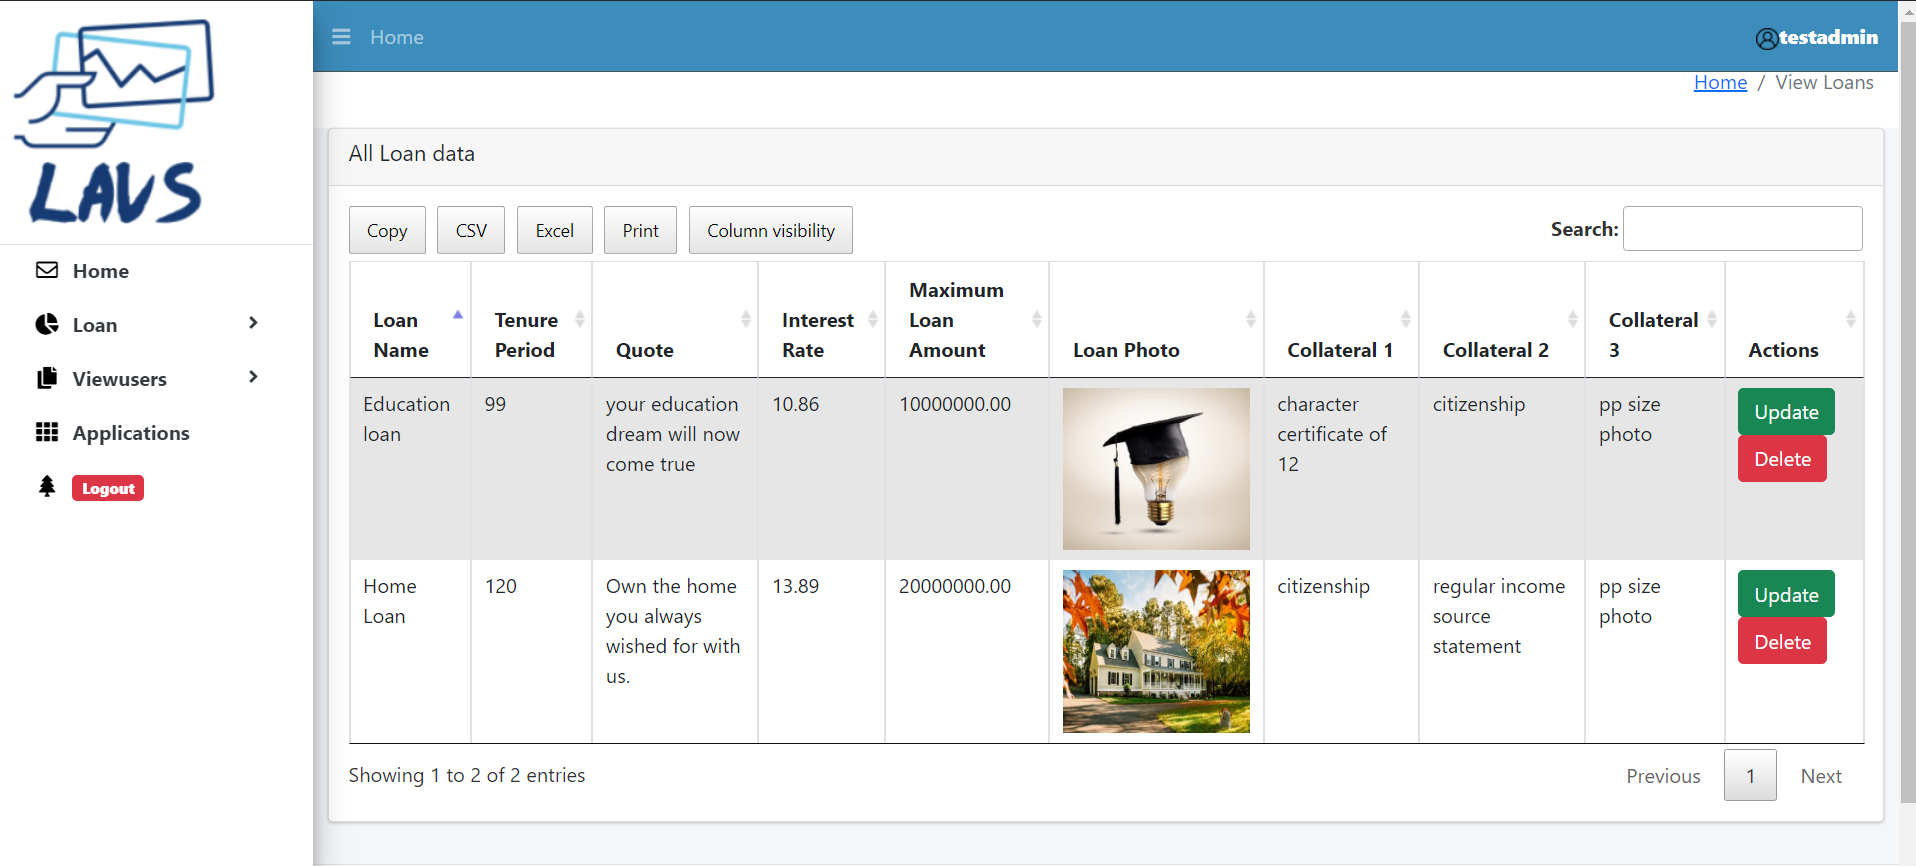 LAVS
Home
testadmin
Home / View Loans
Home
Loan
Viewusers
Applications
Logout
All Loan data
Copy CSV Excel Print Column visibility Search:
Loan Name Tenure Period Quote Interest Rate Maximum Loan Amount Loan Photo Collateral 1 Collateral 2 Collateral 3 Actions
Education loan 99 your education dream will now come true 10.86 10000000.00 character certificate of 12 citizenship pp size photo Update Delete
Home Loan 120 Own the home you always wished for with us. 13.89 20000000.00 citizenship regular income source statement pp size photo Update Delete
Showing 1 to 2 of 2 entries Previous 1 Next